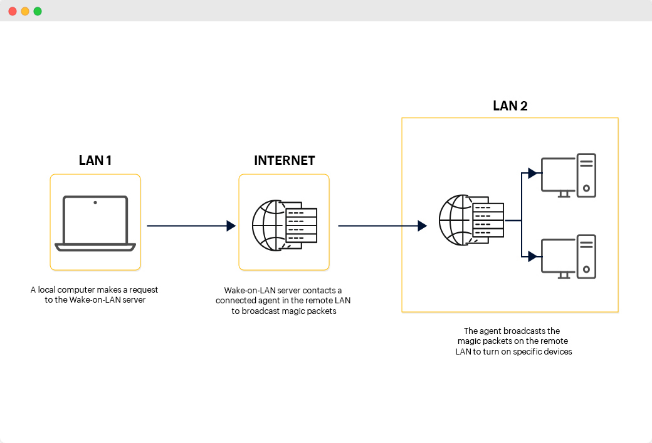 LAN 2
LAN 1
INTERNET
A local computer makes a request
to the Wake-on-LAN server
Wake-on-LAN server contacts a
connected agent in the remote LAN
to broadcast magic packets
The agent broadcasts the
magic packets on the remote
LAN to turn on specific devices